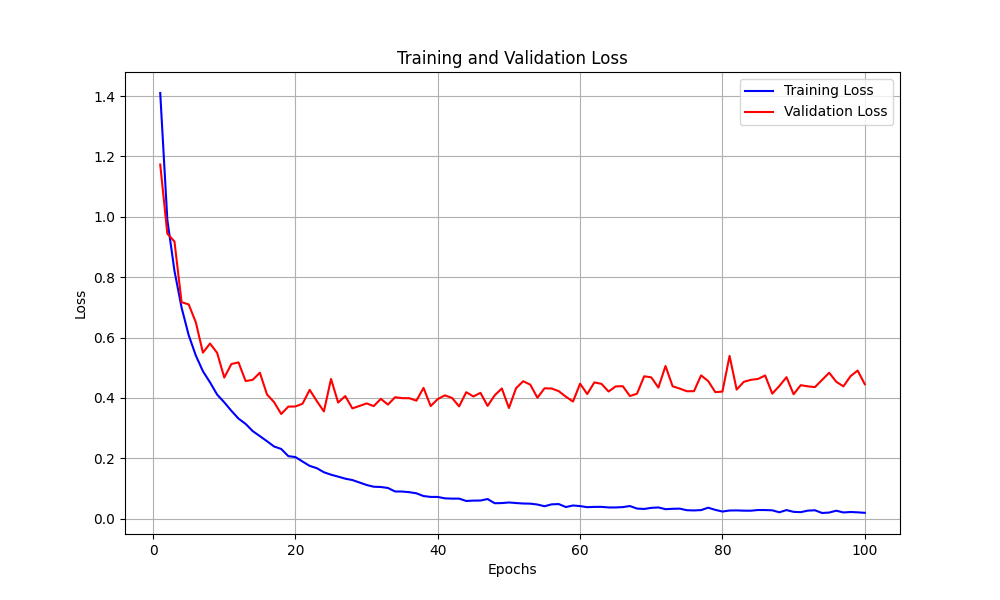 Training and Validation Loss
Training Loss
Validation Loss
1.4
1.2
1.0
0.8
0.6
0.4
0.2
0.0
Loss
0 20 40 60 80 100
Epochs